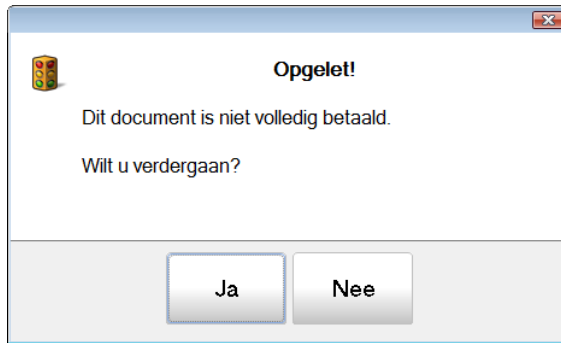 Opgelet!
Dit document is niet volledig betaald.
Wilt u verdergaan?
Ja
Nee